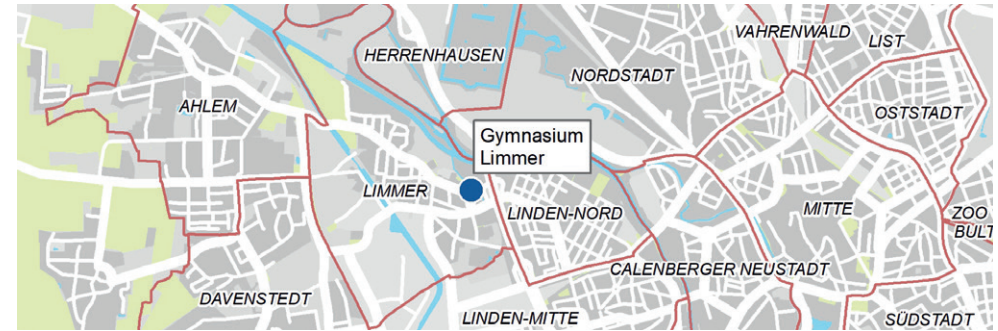 VAHRENWALD
LIST
HERRENHAUSEN
NORDSTADT
AHLEM
OSTSTADT
Gymnasium
Limmer
LIMMER
LINDEN-NORD
MITTE
ZOO
BULT
CALENBERGER NEUSTADT
DAVENSTEDT
LINDEN-MITTE
SÜDSTADT